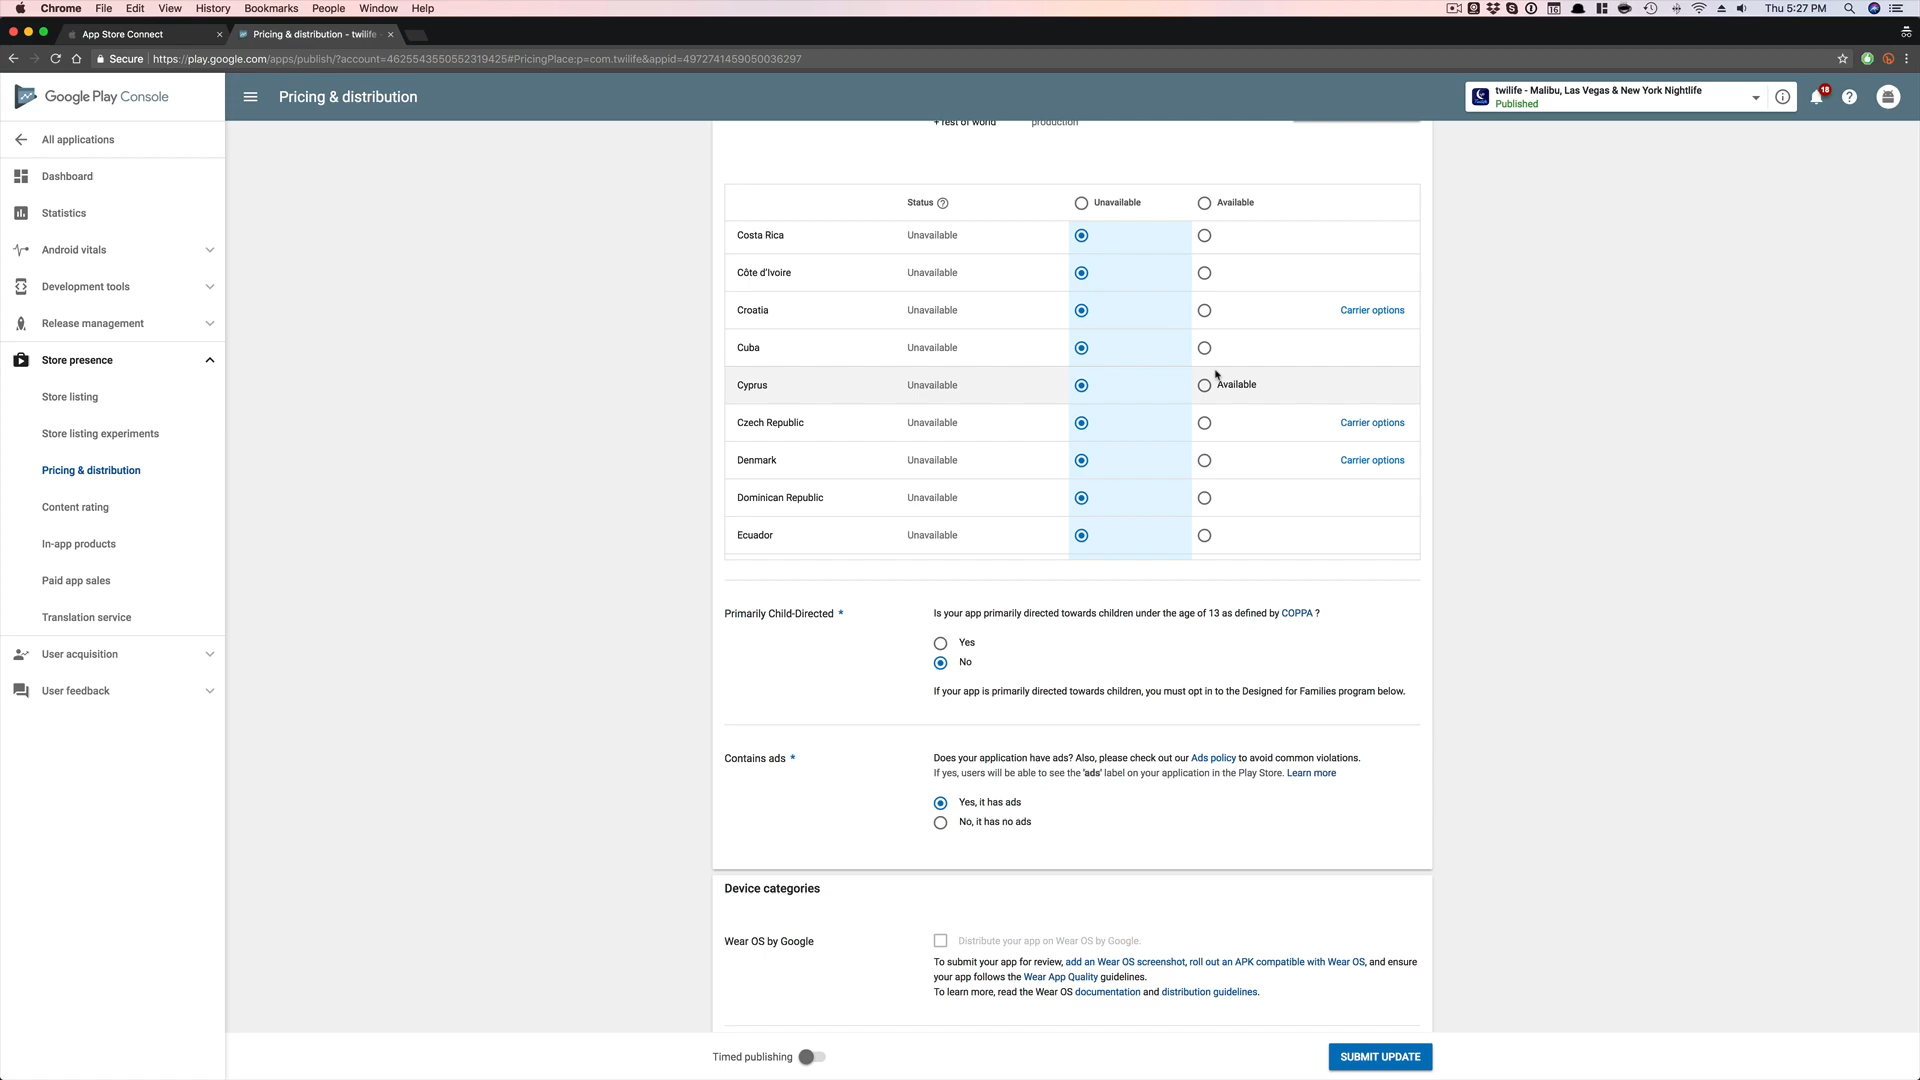 Chrome File Edit View History Bookmarks People Window Help
16 Thu 5:27 PM
App Store Connect × Pricing & distribution - twilife ×
Secure https://play.google.com/apps/publish/?account=4625543550552319425#PricingPlace:p=com.twilife&appid=4972741459050036297
Google Play Console
Pricing & distribution
twilife - Malibu, Las Vegas & New York Nightlife
Published
18
All applications
Dashboard
Statistics
Android vitals
Development tools
Release management
Store presence
Store listing
Store listing experiments
Pricing & distribution
Content rating
In-app products
Paid app sales
Translation service
User acquisition
User feedback
+ rest of world production
Status ? Unavailable Available
Costa Rica Unavailable
Côte d'Ivoire Unavailable
Croatia Unavailable Carrier options
Cuba Unavailable
Cyprus Unavailable Available
Czech Republic Unavailable Carrier options
Denmark Unavailable Carrier options
Dominican Republic Unavailable
Ecuador Unavailable
Primarily Child-Directed * Is your app primarily directed towards children under the age of 13 as defined by COPPA ?
Yes
No
If your app is primarily directed towards children, you must opt in to the Designed for Families program below.
Contains ads * Does your application have ads? Also, please check out our Ads policy to avoid common violations.
If yes, users will be able to see the 'ads' label on your application in the Play Store. Learn more
Yes, it has ads
No, it has no ads
Device categories
Wear OS by Google Distribute your app on Wear OS by Google.
To submit your app for review, add an Wear OS screenshot, roll out an APK compatible with Wear OS, and ensure
your app follows the Wear App Quality guidelines.
To learn more, read the Wear OS documentation and distribution guidelines.
Timed publishing SUBMIT UPDATE